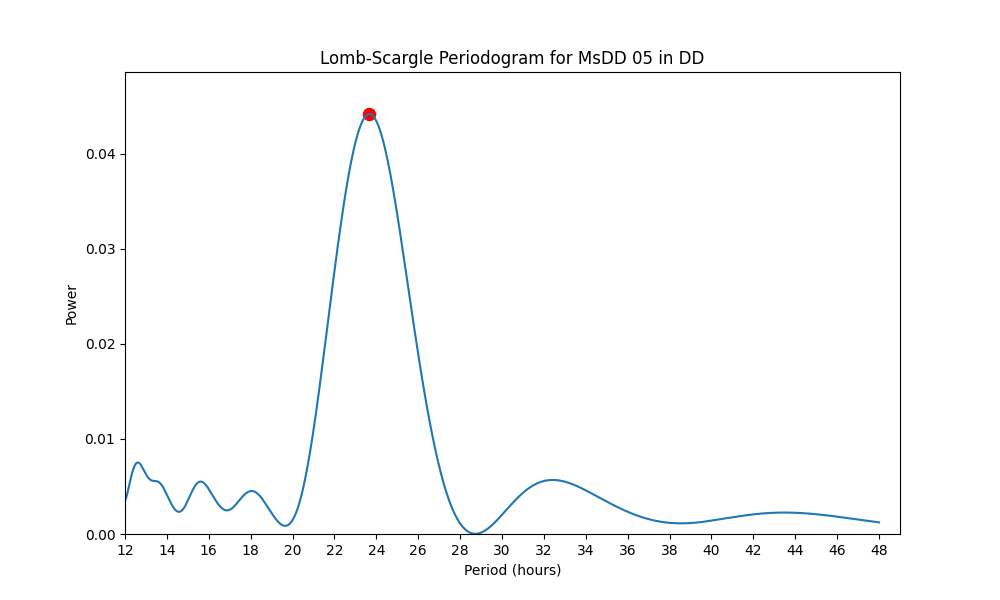 Lomb-Scargle Periodogram for MsDD 05 in DD
Power
0.04
0.03
0.02
0.01
0.00
12 14 16 18 20 22 24 26 28 30 32 34 36 38 40 42 44 46 48
Period (hours)